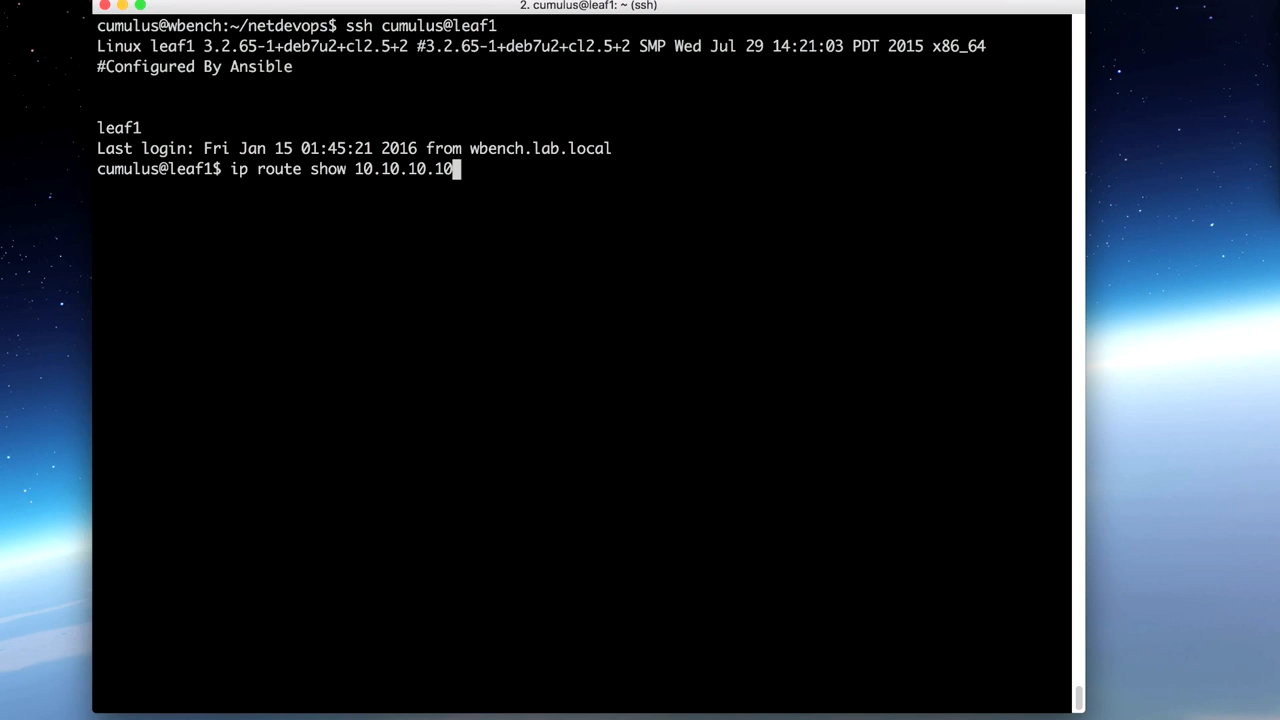 2. cumulus@leaf1: ~ (ssh)
cumulus@wbench:~/netdevops$ ssh cumulus@leaf1
Linux leaf1 3.2.65-1+deb7u2+cl2.5+2 #3.2.65-1+deb7u2+cl2.5+2 SMP Wed Jul 29 14:21:03 PDT 2015 x86_64
#Configured By Ansible
leaf1
Last login: Fri Jan 15 01:45:21 2016 from wbench.lab.local
cumulus@leaf1$ ip route show 10.10.10.10